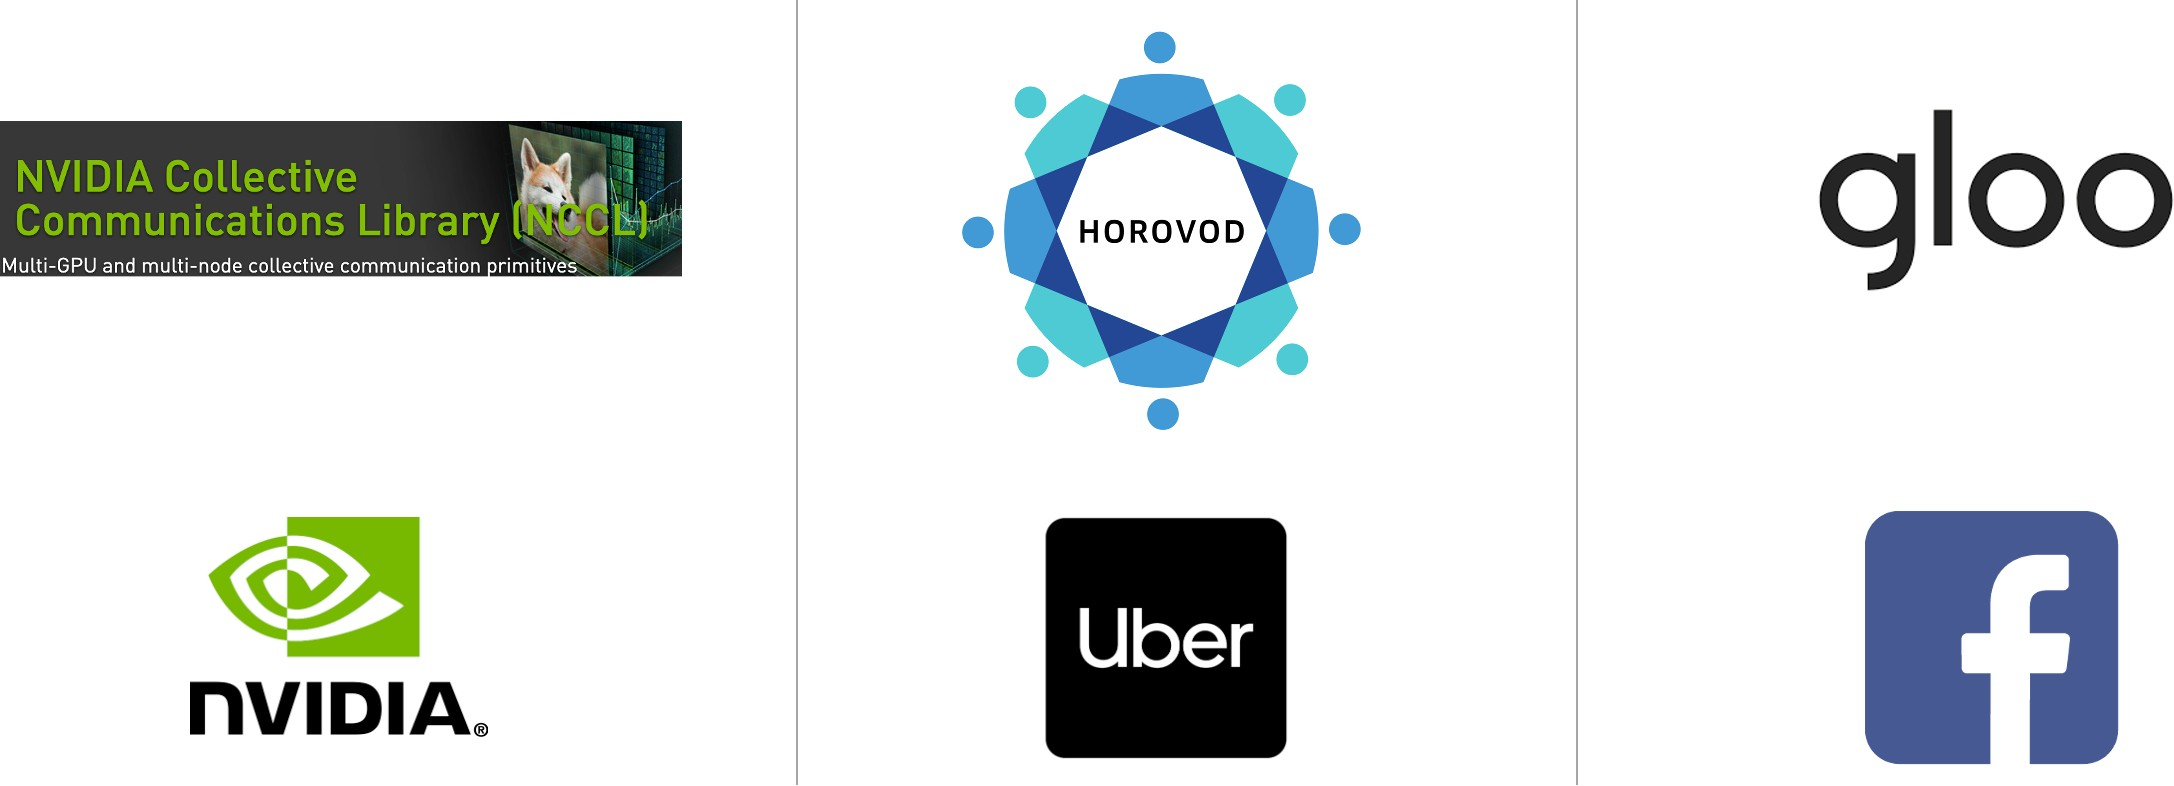 NVIDIA Collective
Communications Library (NCCL)
Multi-GPU and multi-node collective communication primitives
HOROVOD
gloo
NVIDIA®
Uber
f